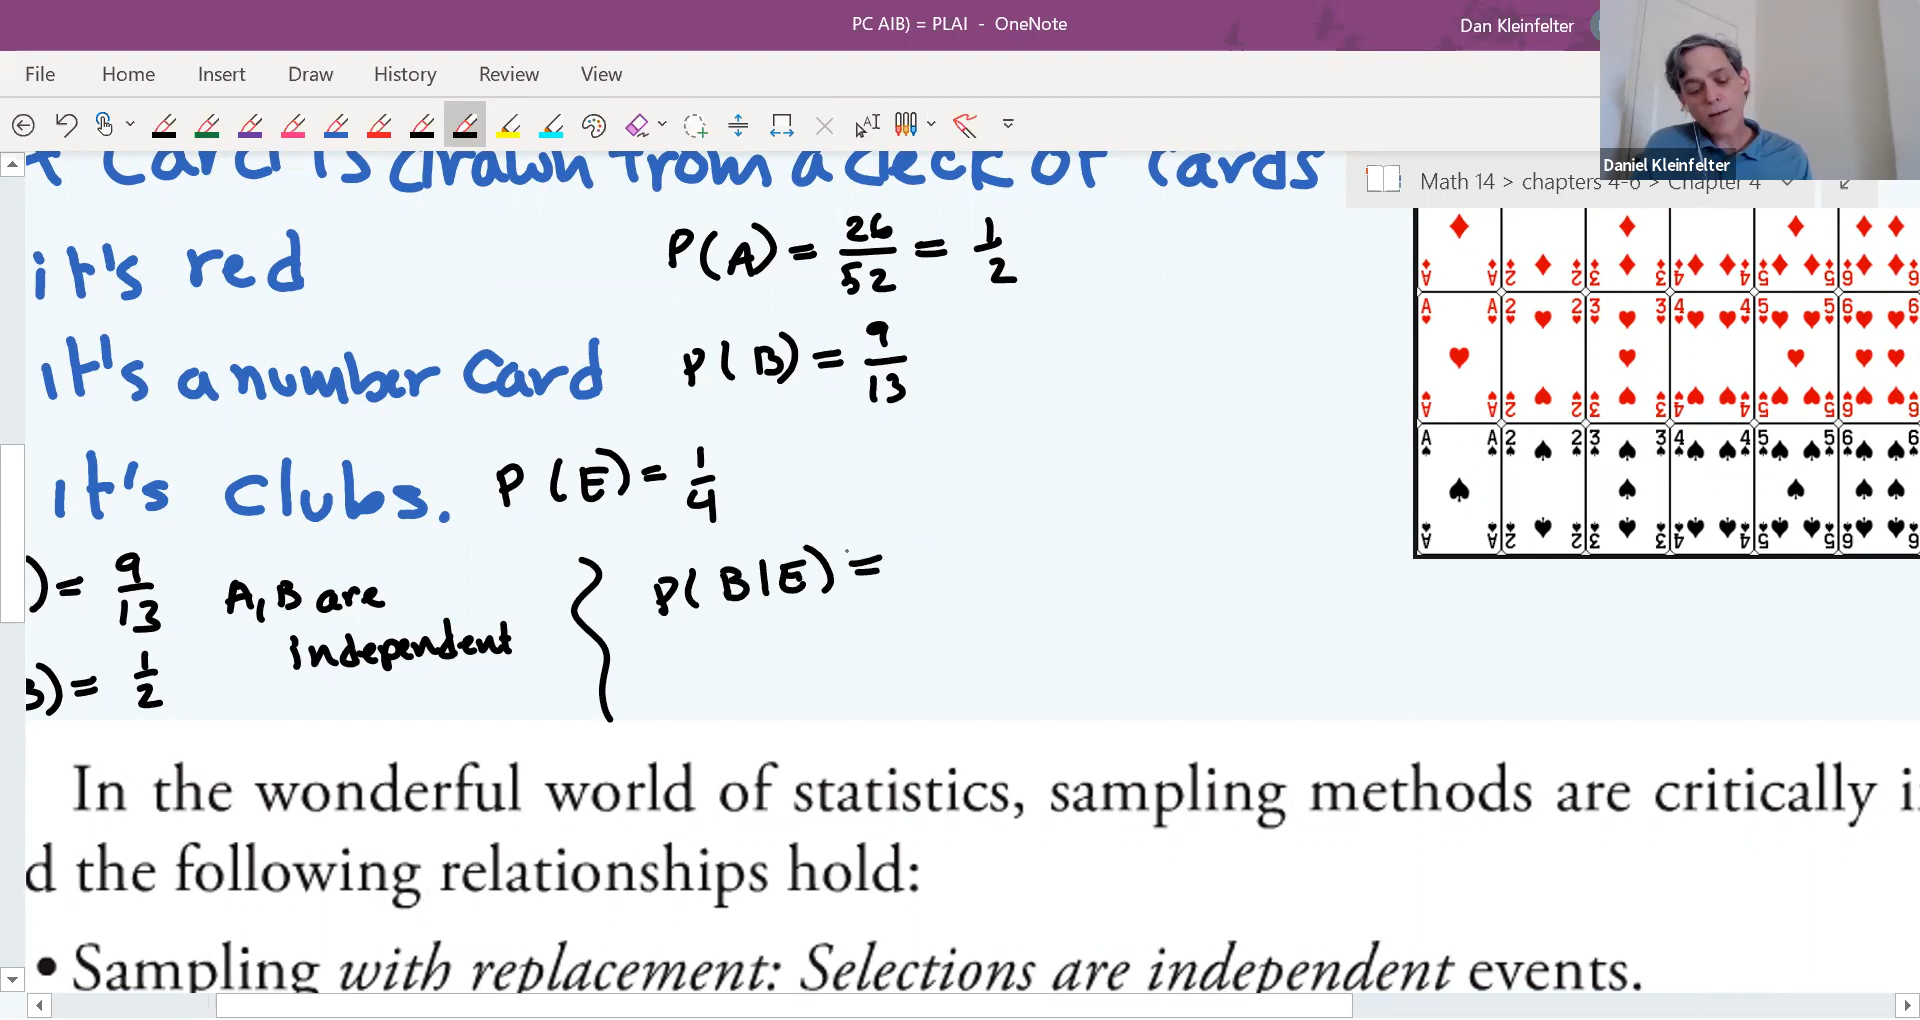 PC AIB) = PLAI - OneNote
Dan Kleinfelter
File Home Insert Draw History Review View
Daniel Kleinfelter
Math 14 > chapters 4-6 > Chapter 4
A card is drawn from a deck of cards
it's red P(A) = 26/52 = 1/2
it's a number card P(B) = 9/13
it's clubs. P(E) = 1/4
) = 9/13 A, B are independent
B) = 1/2
P(B|E) =
In the wonderful world of statistics, sampling methods are critically i
d the following relationships hold:
• Sampling with replacement: Selections are independent events.